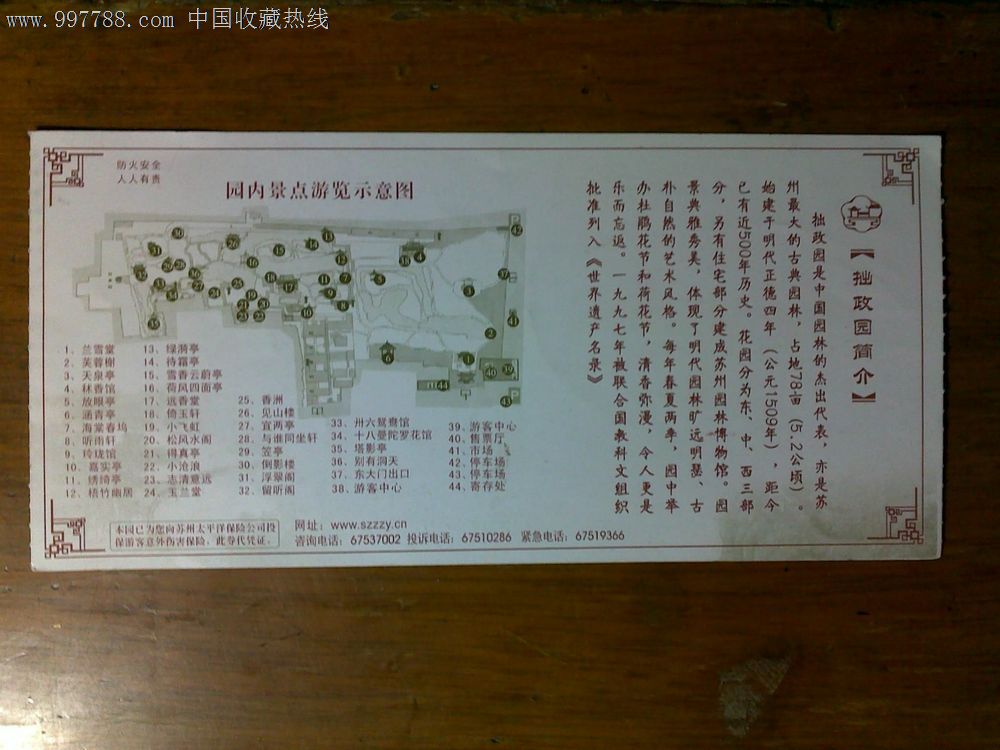 www.997788.com 中国收藏热线
防火安全
人人有责
园内景点游览示意图
1、兰雪堂
2、芙蓉榭
3、天泉亭
4、秫香馆
5、放眼亭
6、涵青亭
7、海棠春坞
8、听雨轩
9、玲珑馆
10、嘉实亭
11、绣绮亭
12、梧竹幽居
13、绿漪亭
14、待霜亭
15、雪香云蔚亭
16、荷风四面亭
17、远香堂
18、倚玉轩
19、小飞虹
20、松风水阁
21、得真亭
22、小沧浪
23、志清意远
24、玉兰堂
25、香洲
26、见山楼
27、宜两亭
28、与谁同坐轩
29、笠亭
30、倒影楼
31、浮翠阁
32、留听阁
33、卅六鸳鸯馆
34、十八曼陀罗花馆
35、塔影亭
36、别有洞天
37、东大门出口
38、游客中心
39、游客中心
40、售票厅
41、市场
42、停车场
43、停车场
44、寄存处
本园已为您向苏州太平洋保险公司投
保游客意外伤害保险，此券代凭证。
网址：www.szzzy.cn
咨询电话：67537002 投诉电话：67510286 紧急电话：67519366
【拙政园简介】
拙政园是中国园林的杰出代表，亦是苏
州最大的古典园林，占地78亩（5.2公顷）。
始建于明代正德四年（公元1509年），距今
已有近500年历史。花园分为东、中、西三部
分，另有住宅部分建成苏州园林博物馆。园
景典雅秀美，体现了明代园林旷远明瑟、古
朴自然的艺术风格。每年春夏两季，园中举
办杜鹃花节和荷花节，清香弥漫，令人更是
乐而忘返。一九九七年被联合国教科文组织
批准列入《世界遗产名录》